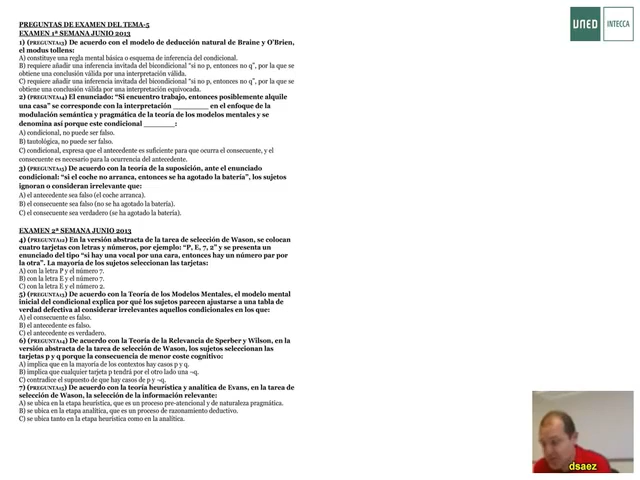 PREGUNTAS DE EXAMEN DEL TEMA-5
EXAMEN 1ª SEMANA JUNIO 2013
1) (PREGUNTA13) De acuerdo con el modelo de deducción natural de Braine y O'Brien,
el modus tollens:
A) constituye una regla mental básica o esquema de inferencia del condicional.
B) requiere añadir una inferencia invitada del bicondicional "si no p, entonces no q", por la que se
obtiene una conclusión válida por una interpretación válida.
C) requiere añadir una inferencia invitada del bicondicional "si no p, entonces no q", por la que se
obtiene una conclusión válida por una interpretación equivocada.
2) (PREGUNTA14) El enunciado: "Si encuentro trabajo, entonces posiblemente alquile
una casa" se corresponde con la interpretación ________ en el enfoque de la
modulación semántica y pragmática de la teoría de los modelos mentales y se
denomina así porque este condicional _______:
A) condicional, no puede ser falso.
B) tautológica, no puede ser falso.
C) condicional, expresa que el antecedente es suficiente para que ocurra el consecuente, y el
consecuente es necesario para la ocurrencia del antecedente.
3) (PREGUNTA15) De acuerdo con la teoría de la suposición, ante el enunciado
condicional: "si el coche no arranca, entonces se ha agotado la batería", los sujetos
ignoran o consideran irrelevante que:
A) el antecedente sea falso (el coche arranca).
B) el consecuente sea falso (no se ha agotado la batería).
C) el consecuente sea verdadero (se ha agotado la batería).
EXAMEN 2ª SEMANA JUNIO 2013
4) (PREGUNTA12) En la versión abstracta de la tarea de selección de Wason, se colocan
cuatro tarjetas con letras y números, por ejemplo: "P, E, 7, 2" y se presenta un
enunciado del tipo "si hay una vocal por una cara, entonces hay un número par por
la otra". La mayoría de los sujetos seleccionan las tarjetas:
A) con la letra P y el número 7.
B) con la letra E y el número 7.
C) con la letra E y el número 2.
5) (PREGUNTA13) De acuerdo con la Teoría de los Modelos Mentales, el modelo mental
inicial del condicional explica por qué los sujetos parecen ajustarse a una tabla de
verdad defectiva al considerar irrelevantes aquellos condicionales en los que:
A) el consecuente es falso.
B) el antecedente es falso.
C) el antecedente es verdadero.
6) (PREGUNTA14) De acuerdo con la Teoría de la Relevancia de Sperber y Wilson, en la
versión abstracta de la tarea de selección de Wason, los sujetos seleccionan las
tarjetas p y q porque la consecuencia de menor coste cognitivo:
A) implica que en la mayoría de los contextos hay casos p y q.
B) implica que cualquier tarjeta p tendrá por el otro lado una ¬q.
C) contradice el supuesto de que hay casos de p y ¬q.
7) (PREGUNTA15) De acuerdo con la teoría heurística y analítica de Evans, en la tarea de
selección de Wason, la selección de la información relevante:
A) se ubica en la etapa heurística, que es un proceso pre-atencional y de naturaleza pragmática.
B) se ubica en la etapa analítica, que es un proceso de razonamiento deductivo.
C) se ubica tanto en la etapa heurística como en la analítica.
UNED
INTECCA
dsaez